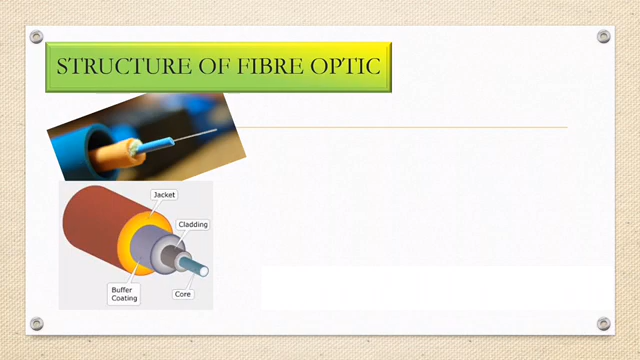 STRUCTURE OF FIBRE OPTIC
Jacket
Cladding
Buffer
Coating
Core